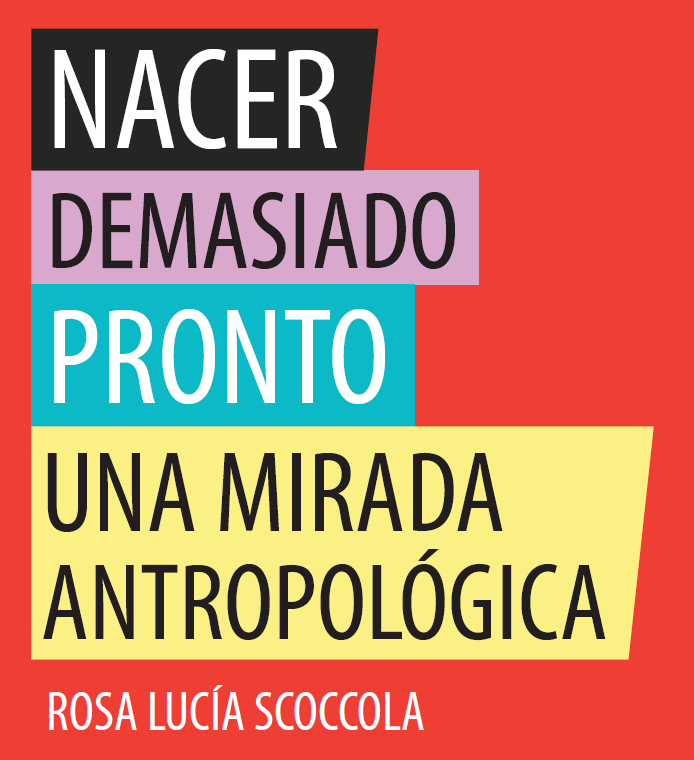 NACER
DEMASIADO
PRONTO
UNA MIRADA
ANTROPOLÓGICA
ROSA LUCÍA SCOCCOLA